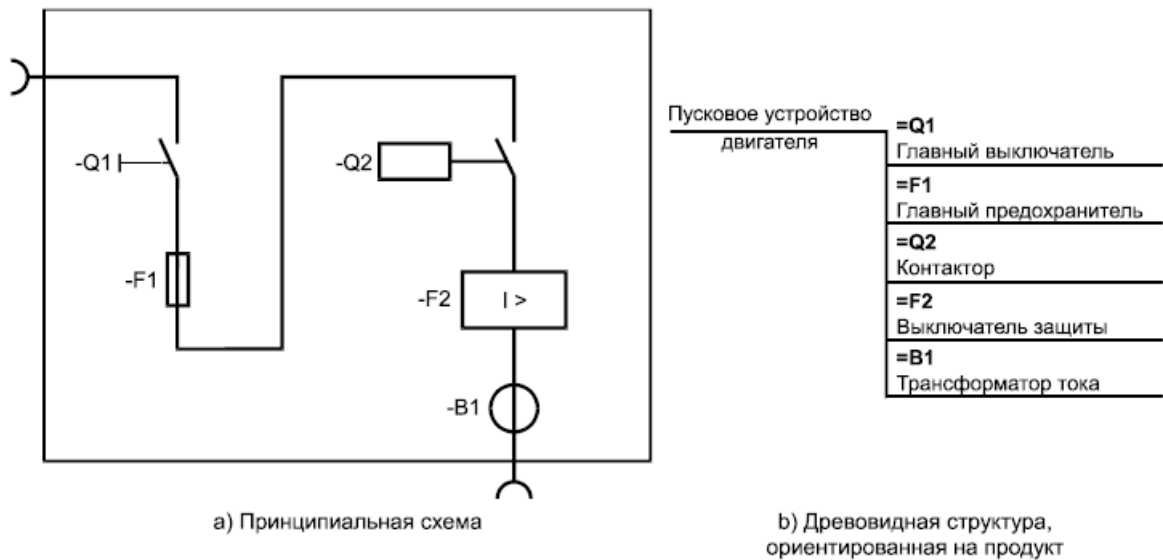 -Q1
-F1
-Q2
-F2
I >
-B1
а) Принципиальная схема
Пусковое устройство
двигателя
=Q1
Главный выключатель
=F1
Главный предохранитель
=Q2
Контактор
=F2
Выключатель защиты
=B1
Трансформатор тока
b) Древовидная структура,
ориентированная на продукт